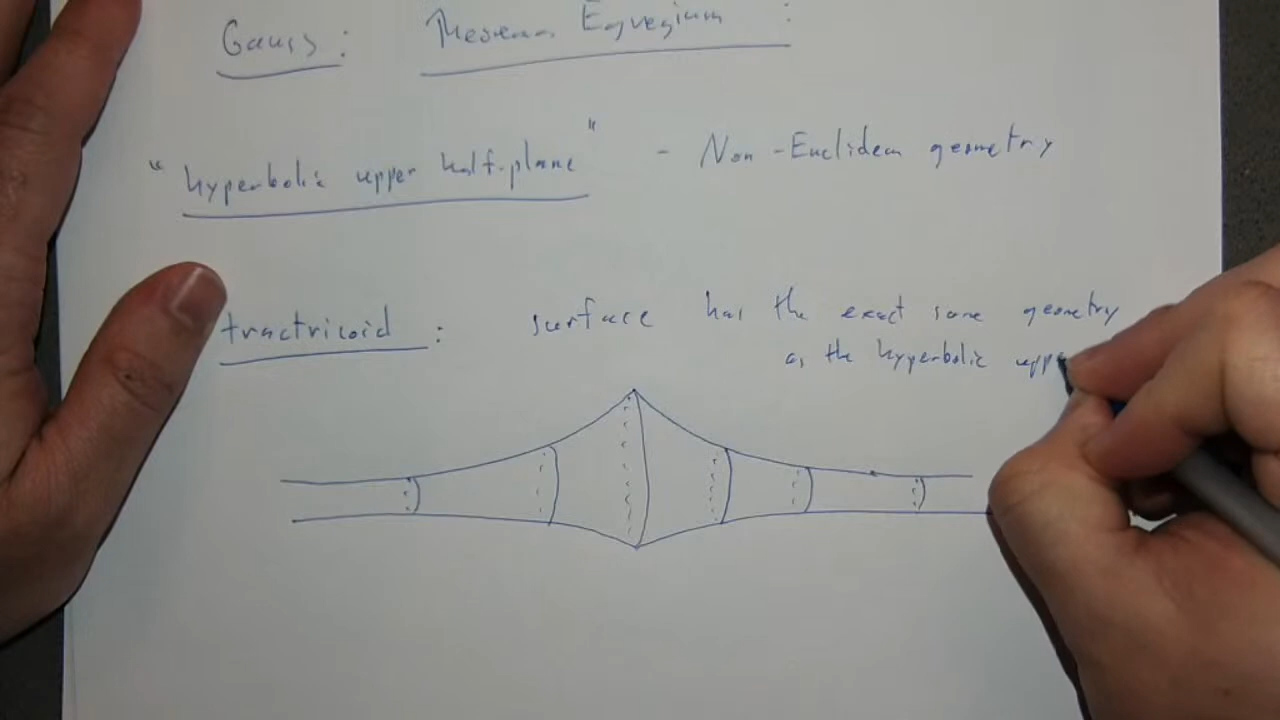 Gauss: Theorema Egregium :
"hyperbolic upper half-plane" - Non-Euclidean geometry
tractricoid : surface has the exact same geometry
as the hyperbolic uppe